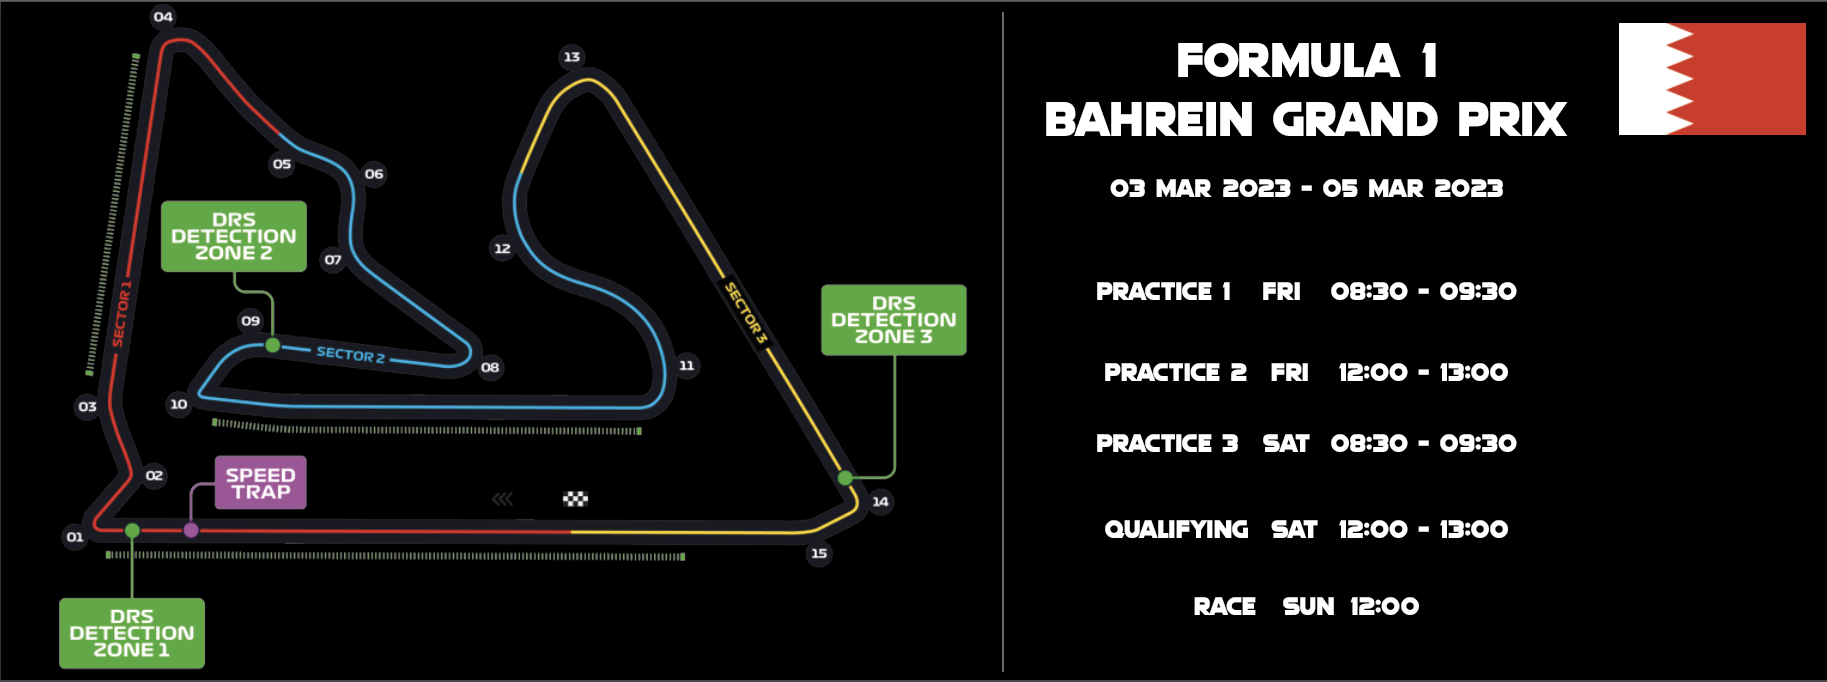 04
13
05
06
DRS
DETECTION
ZONE 2
07
12
SECTOR 1
09
SECTOR 2
08
10
03
11
SECTOR 3
DRS
DETECTION
ZONE 3
02
SPEED
TRAP
01
14
15
DRS
DETECTION
ZONE 1
FORMULA 1
BAHREIN GRAND PRIX
03 MAR 2023 - 05 MAR 2023
PRACTICE 1 FRI 08:30 - 09:30
PRACTICE 2 FRI 12:00 - 13:00
PRACTICE 3 SAT 08:30 - 09:30
QUALIFYING SAT 12:00 - 13:00
RACE SUN 12:00